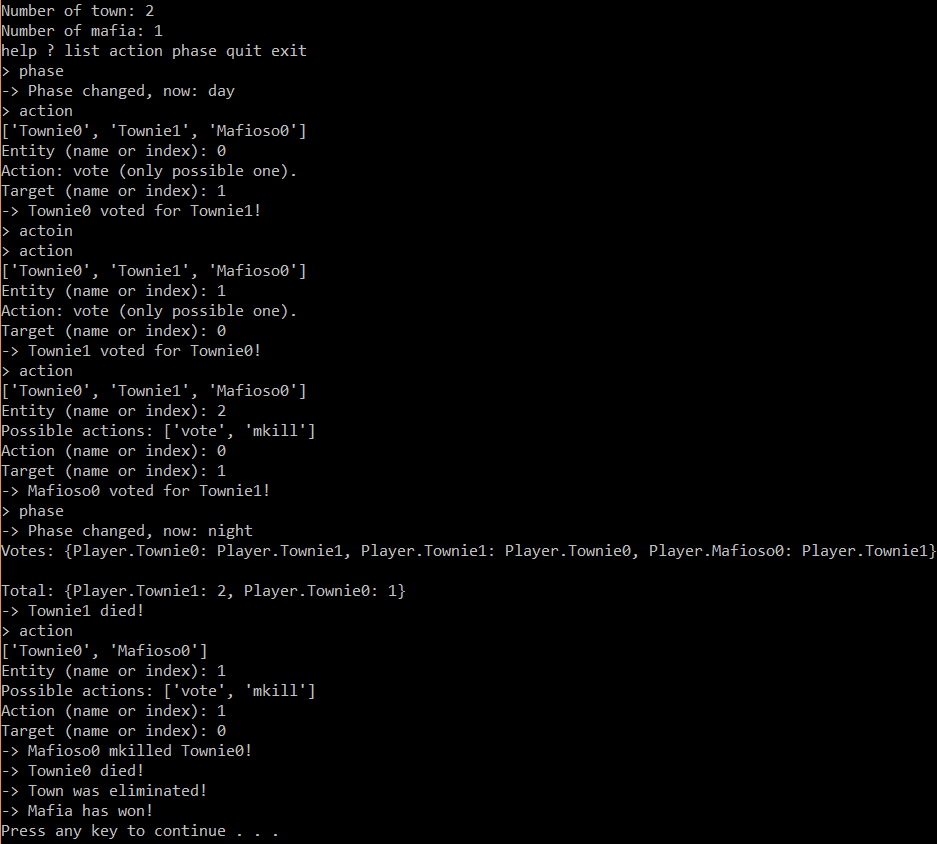 Number of town: 2
Number of mafia: 1
help ? list action phase quit exit
> phase
-> Phase changed, now: day
> action
['Townie0', 'Townie1', 'Mafioso0']
Entity (name or index): 0
Action: vote (only possible one).
Target (name or index): 1
-> Townie0 voted for Townie1!
> actoin
> action
['Townie0', 'Townie1', 'Mafioso0']
Entity (name or index): 1
Action: vote (only possible one).
Target (name or index): 0
-> Townie1 voted for Townie0!
> action
['Townie0', 'Townie1', 'Mafioso0']
Entity (name or index): 2
Possible actions: ['vote', 'mkill']
Action (name or index): 0
Target (name or index): 1
-> Mafioso0 voted for Townie1!
> phase
-> Phase changed, now: night
Votes: {Player.Townie0: Player.Townie1, Player.Townie1: Player.Townie0, Player.Mafioso0: Player.Townie1}
Total: {Player.Townie1: 2, Player.Townie0: 1}
-> Townie1 died!
> action
['Townie0', 'Mafioso0']
Entity (name or index): 1
Possible actions: ['vote', 'mkill']
Action (name or index): 1
Target (name or index): 0
-> Mafioso0 mkilled Townie0!
-> Townie0 died!
-> Town was eliminated!
-> Mafia has won!
Press any key to continue . . .